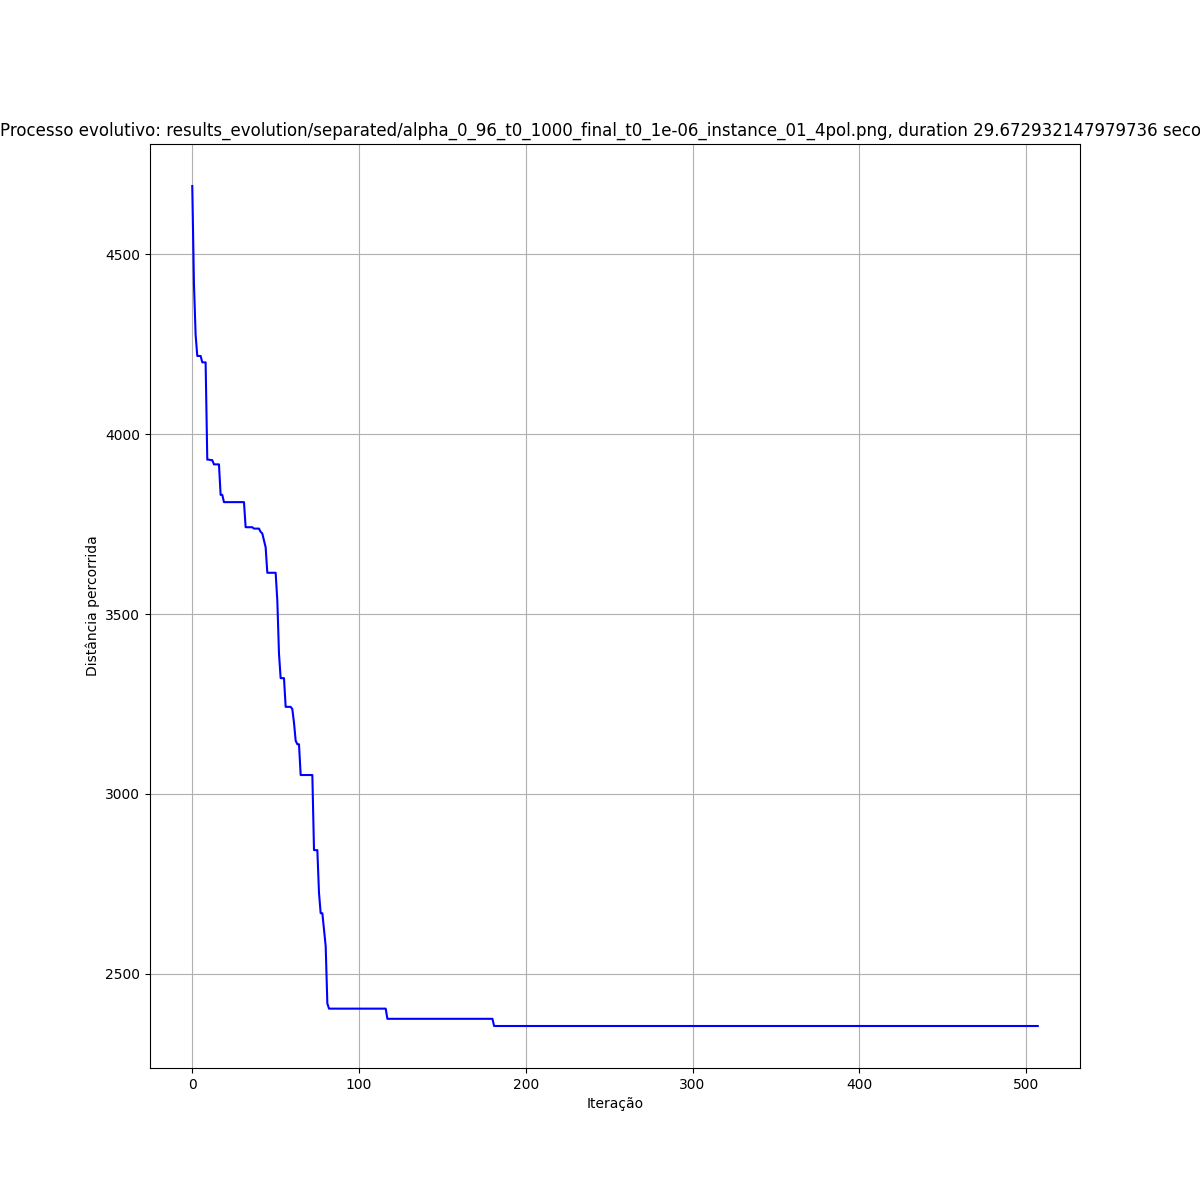 Processo evolutivo: results_evolution/separated/alpha_0_96_t0_1000_final_t0_1e-06_instance_01_4pol.png, duration 29.672932147979736 seco
4500
4000
3500
3000
2500
Distância percorrida
0 100 200 300 400 500
Iteração